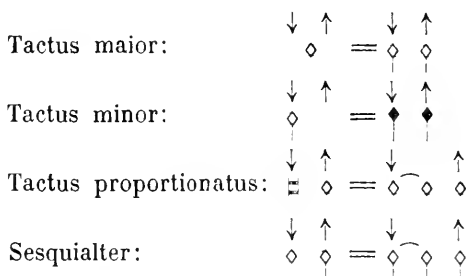 Tactus maior:
Tactus minor:
Tactus proportionatus:
Sesquialter: